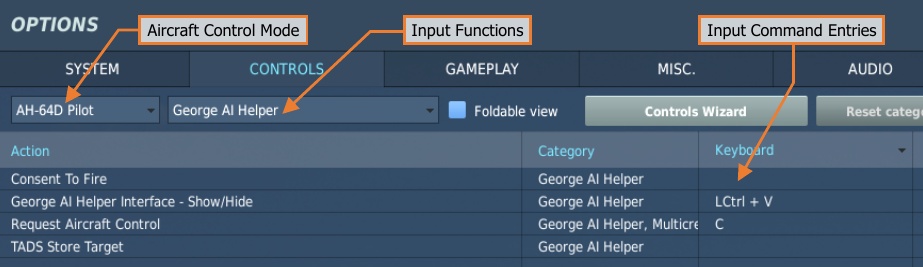 OPTIONS
Aircraft Control Mode
Input Functions
Input Command Entries
SYSTEM CONTROLS GAMEPLAY MISC. AUDIO
AH-64D Pilot George AI Helper Foldable view Controls Wizard Reset categ
Action Category Keyboard
Consent To Fire George AI Helper
George AI Helper Interface - Show/Hide George AI Helper LCtrl + V
Request Aircraft Control George AI Helper, Multicre C
TADS Store Target George AI Helper